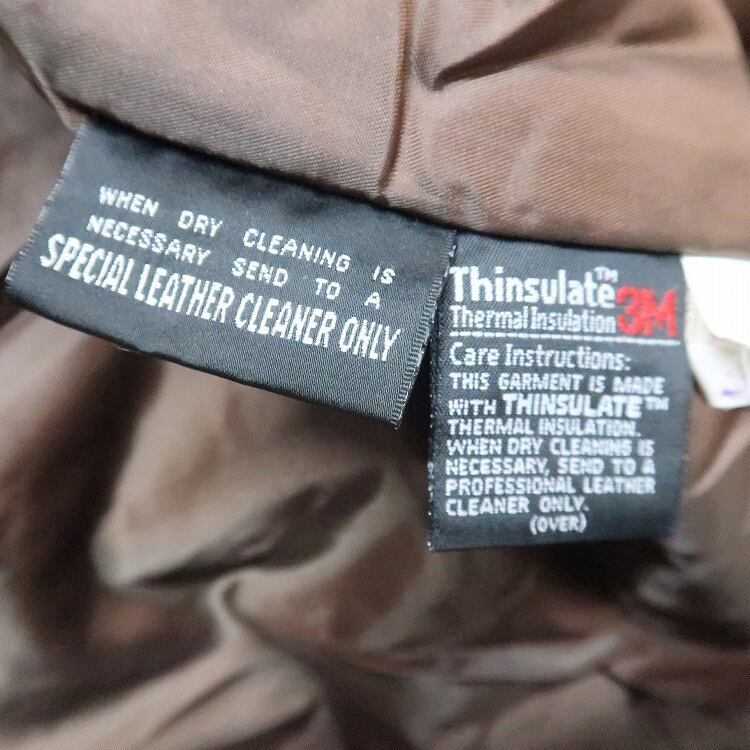 WHEN DRY CLEANING IS
NECESSARY SEND TO A
SPECIAL LEATHER CLEANER ONLY
Thinsulate™
Thermal Insulation 3M
Care Instructions:
THIS GARMENT IS MADE
WITH THINSULATE™
THERMAL INSULATION.
WHEN DRY CLEANING IS
NECESSARY, SEND TO A
PROFESSIONAL LEATHER
CLEANER ONLY.
(OVER)